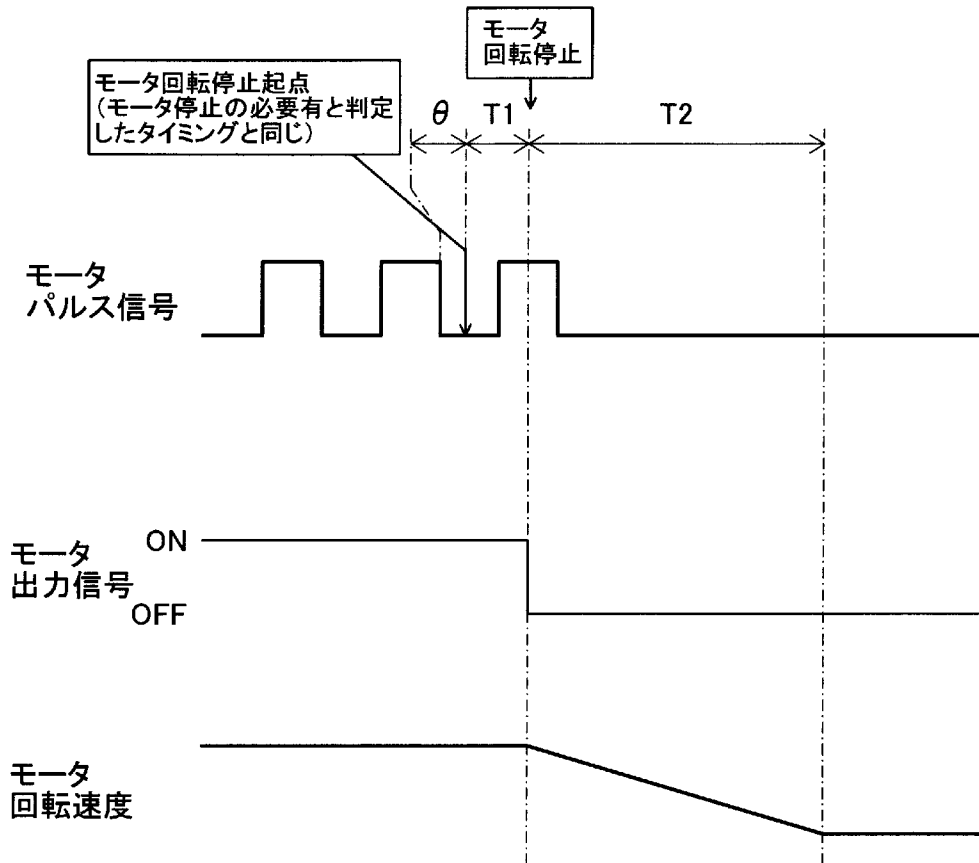 モータ
回転停止
モータ回転停止起点
(モータ停止の必要有と判定
したタイミングと同じ)
θ
T1
T2
モータ
パルス信号
モータ
出力信号
ON
OFF
モータ
回転速度